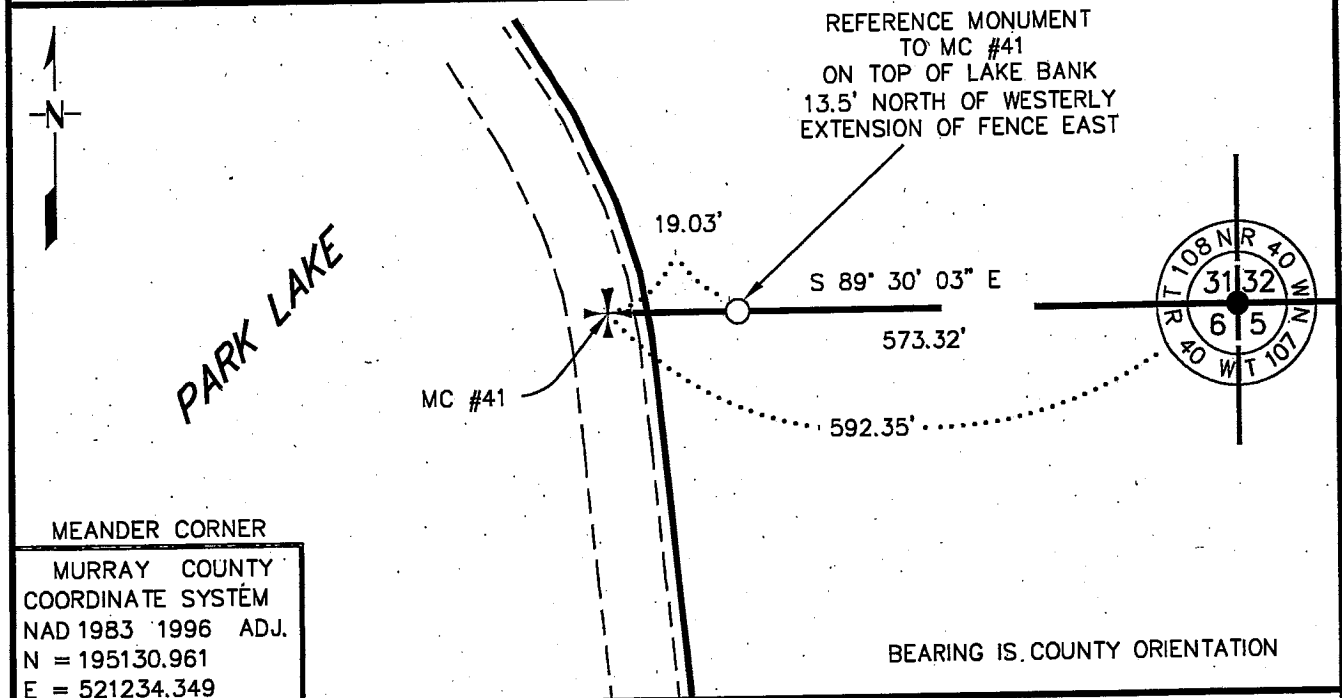 REFERENCE MONUMENT
TO MC #41
ON TOP OF LAKE BANK
13.5' NORTH OF WESTERLY
EXTENSION OF FENCE EAST
N
19.03'
S 89° 30' 03" E
573.32'
T 108 N R 40 W
31 32
6 5
R 40 W T 107 N
PARK LAKE
MC #41
592.35'
MEANDER CORNER
MURRAY COUNTY
COORDINATE SYSTEM
NAD 1983 1996 ADJ.
N = 195130.961
E = 521234.349
BEARING IS COUNTY ORIENTATION